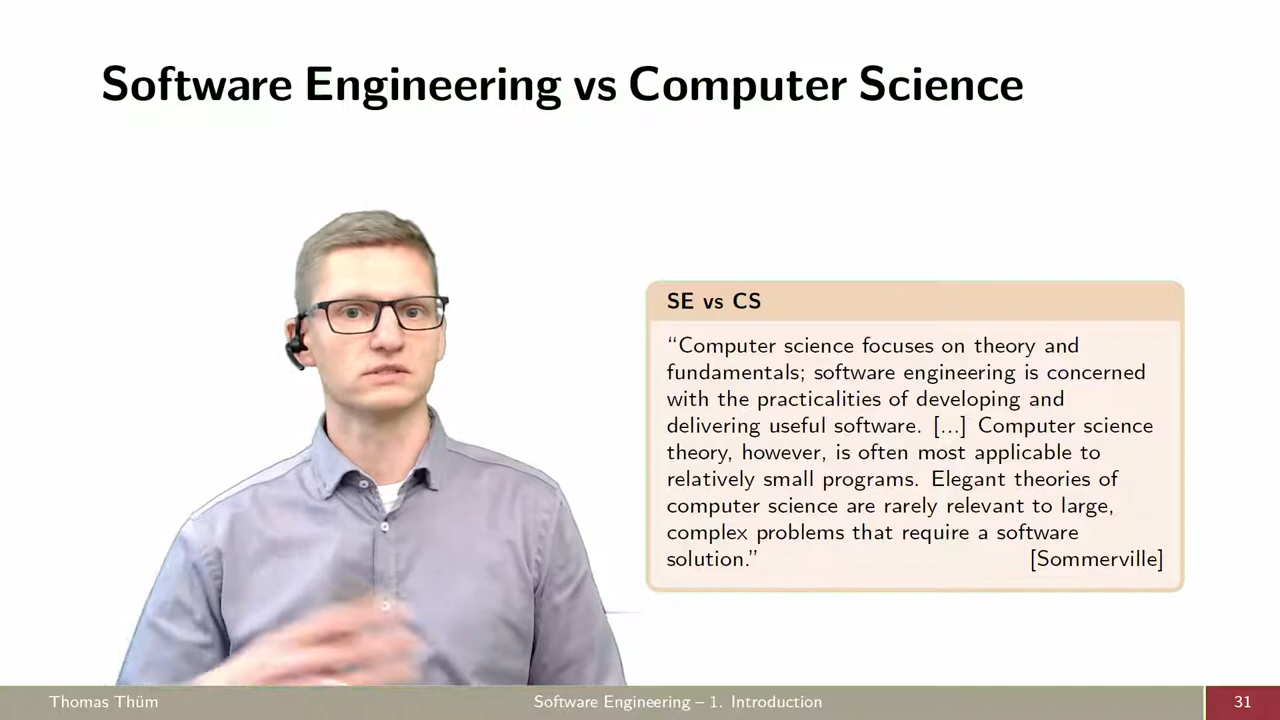 Software Engineering vs Computer Science
SE vs CS
“Computer science focuses on theory and
fundamentals; software engineering is concerned
with the practicalities of developing and
delivering useful software. [...] Computer science
theory, however, is often most applicable to
relatively small programs. Elegant theories of
computer science are rarely relevant to large,
complex problems that require a software
solution.” [Sommerville]
Thomas Thüm Software Engineering – 1. Introduction 31